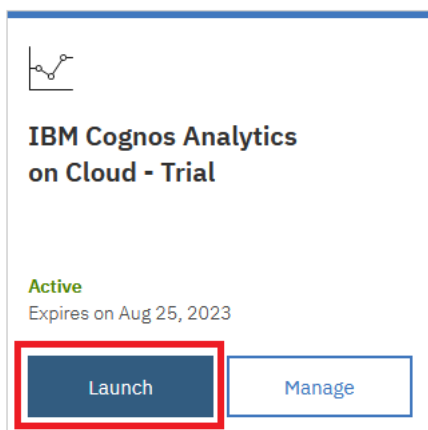 IBM Cognos Analytics
on Cloud - Trial
Active
Expires on Aug 25, 2023
Launch
Manage